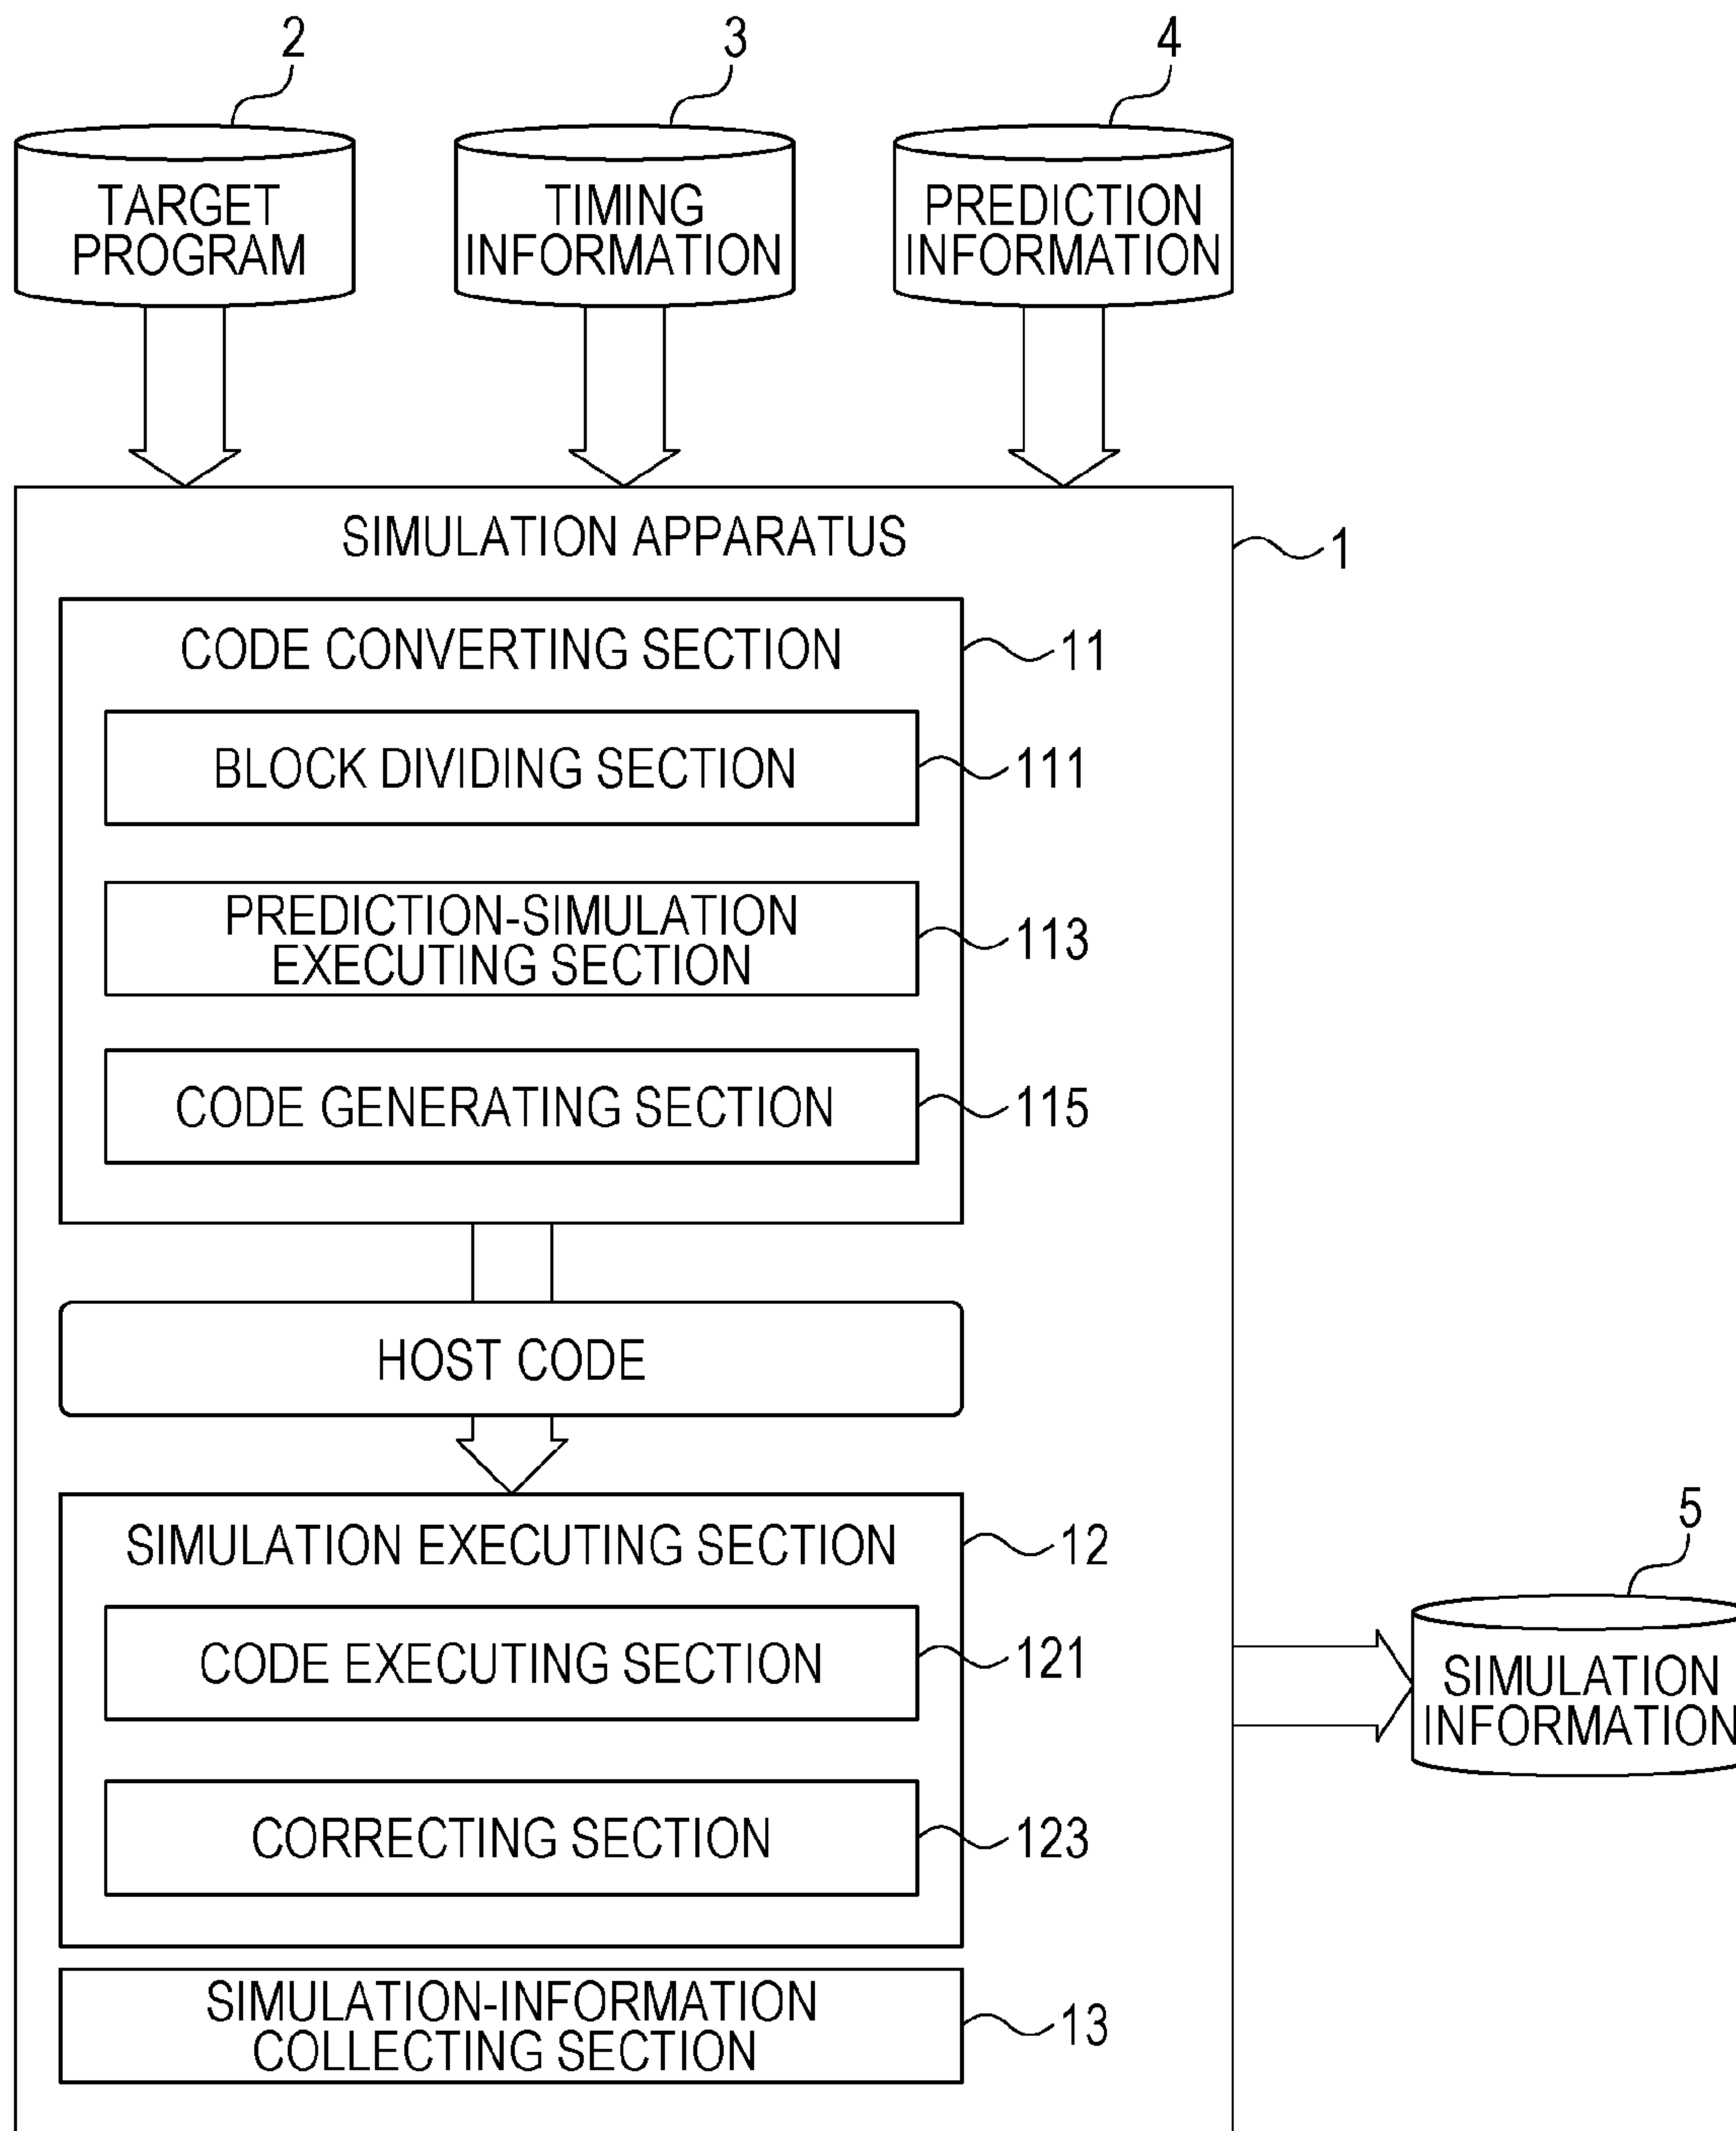 2
3
4
TARGET
PROGRAM
TIMING
INFORMATION
PREDICTION
INFORMATION
SIMULATION APPARATUS
1
CODE CONVERTING SECTION
11
BLOCK DIVIDING SECTION
111
PREDICTION-SIMULATION
EXECUTING SECTION
113
CODE GENERATING SECTION
115
HOST CODE
SIMULATION EXECUTING SECTION
12
CODE EXECUTING SECTION
121
CORRECTING SECTION
123
SIMULATION-INFORMATION
COLLECTING SECTION
13
5
SIMULATION
INFORMATION